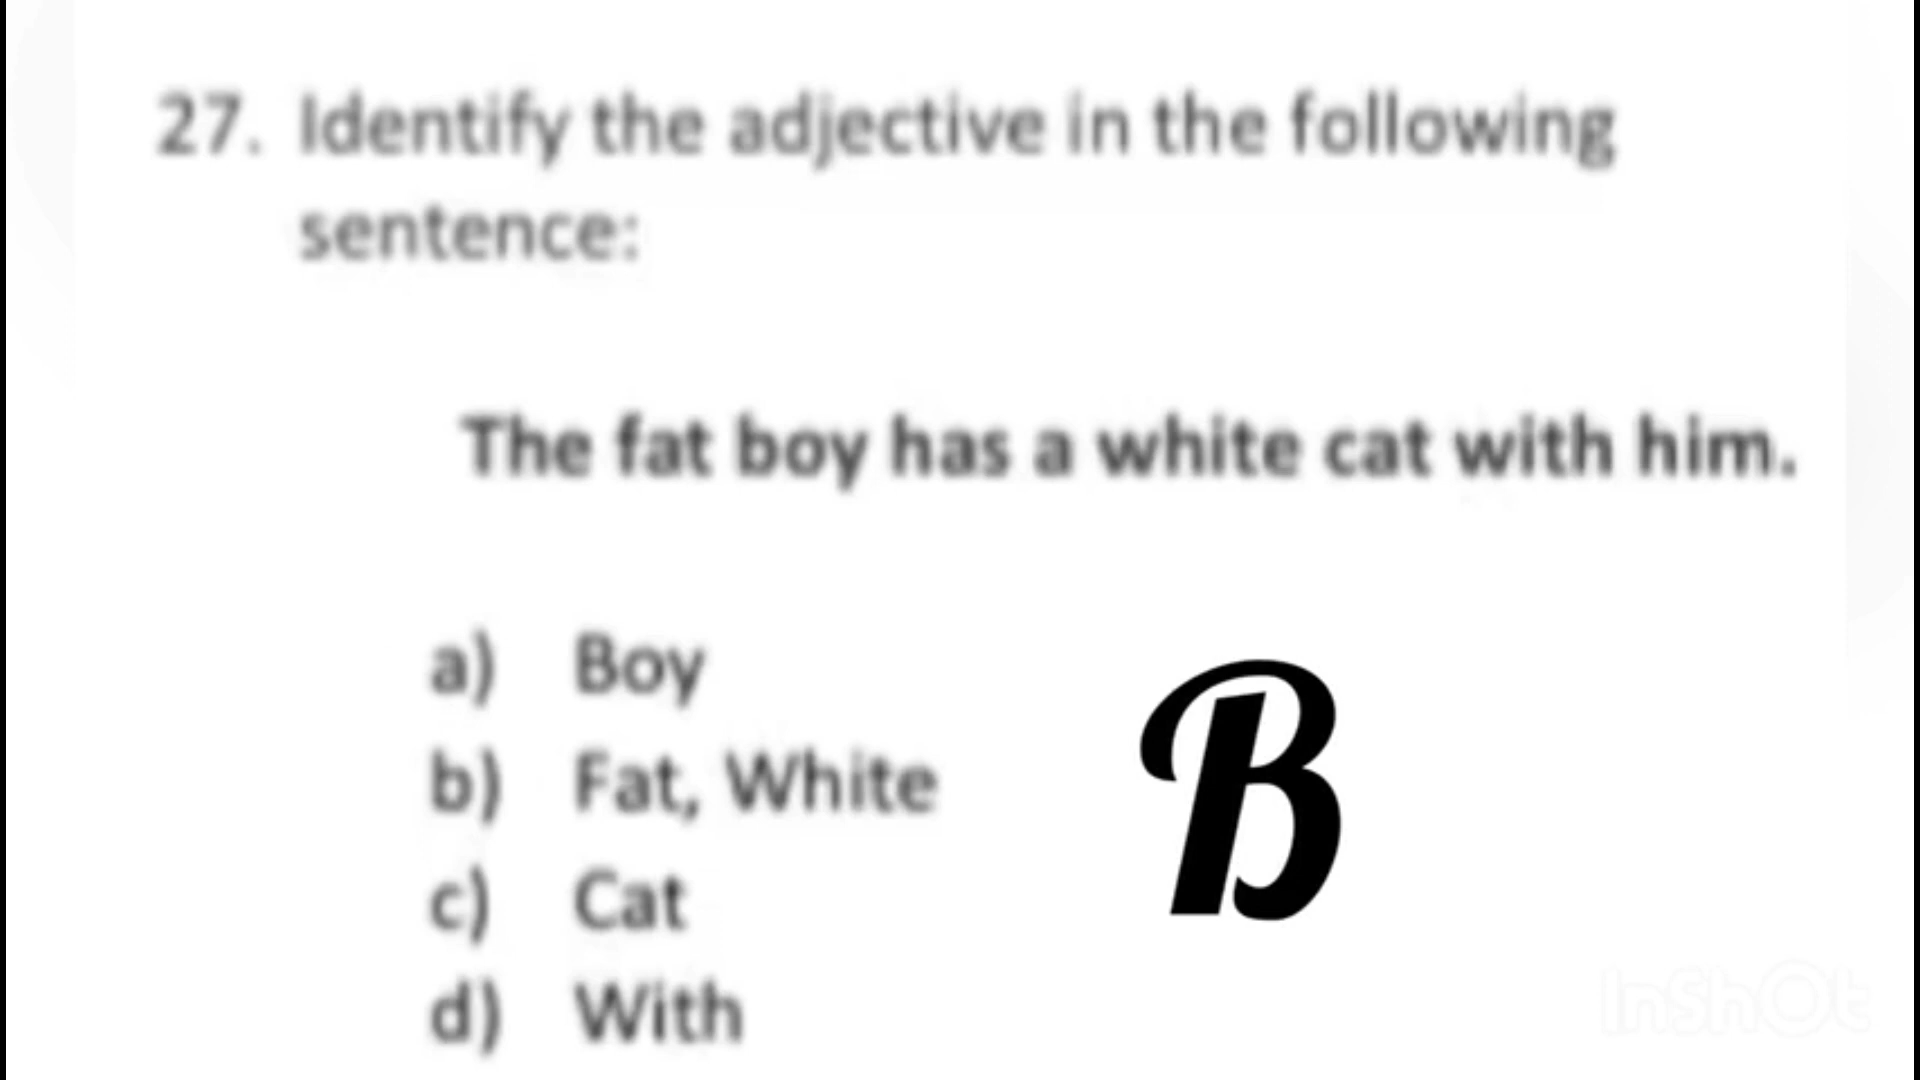 27. Identify the adjective in the following
sentence:
The fat boy has a white cat with him.
a) Boy
b) Fat, White
B
c) Cat
d) With
InShOt